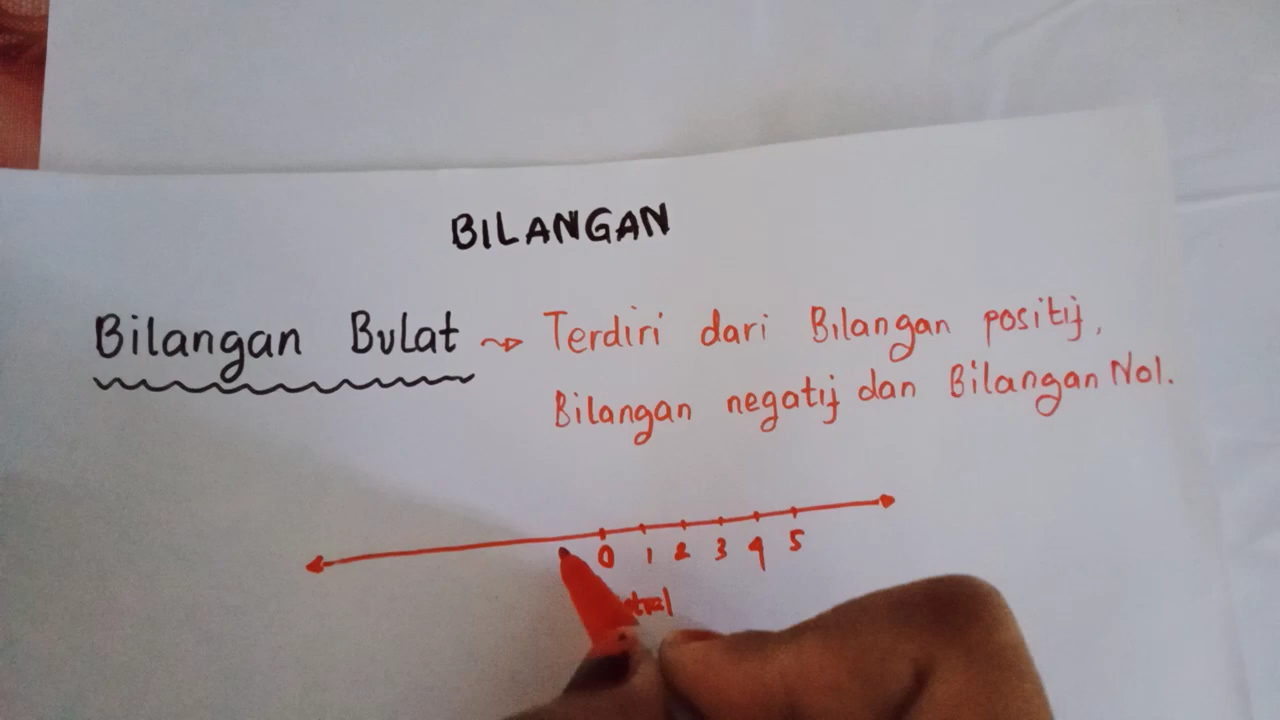 BILANGAN
Bilangan Bulat ~> Terdiri dari Bilangan positif,
Bilangan negatif dan Bilangan Nol.
0 1 2 3 4 5